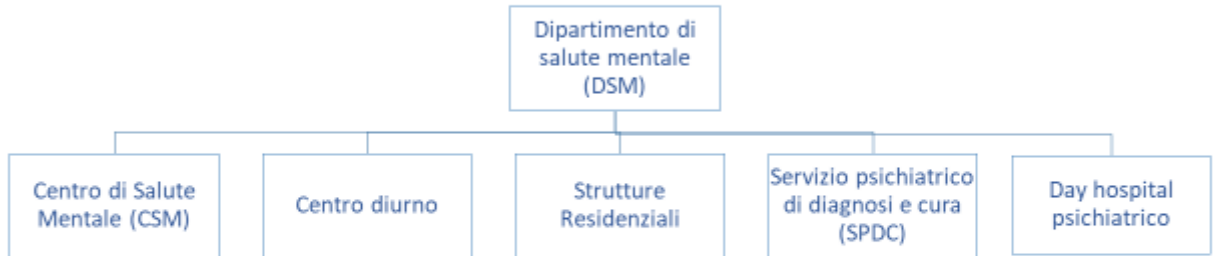 Dipartimento di
salute mentale
(DSM)
Centro di Salute
Mentale (CSM)
Centro diurno
Strutture
Residenziali
Servizio psichiatrico
di diagnosi e cura
(SPDC)
Day hospital
psichiatrico